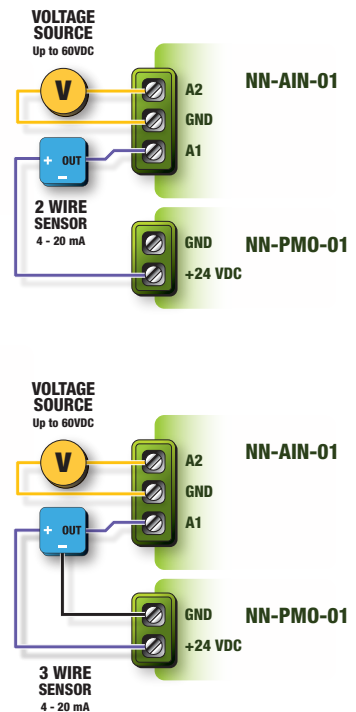 VOLTAGE
SOURCE
Up to 60VDC
V
A2
NN-AIN-01
GND
+ OUT
A1
–
2 WIRE
SENSOR
4 - 20 mA
GND
NN-PMO-01
+24 VDC
VOLTAGE
SOURCE
Up to 60VDC
V
A2
NN-AIN-01
GND
+ OUT
A1
–
GND
NN-PMO-01
+24 VDC
3 WIRE
SENSOR
4 - 20 mA